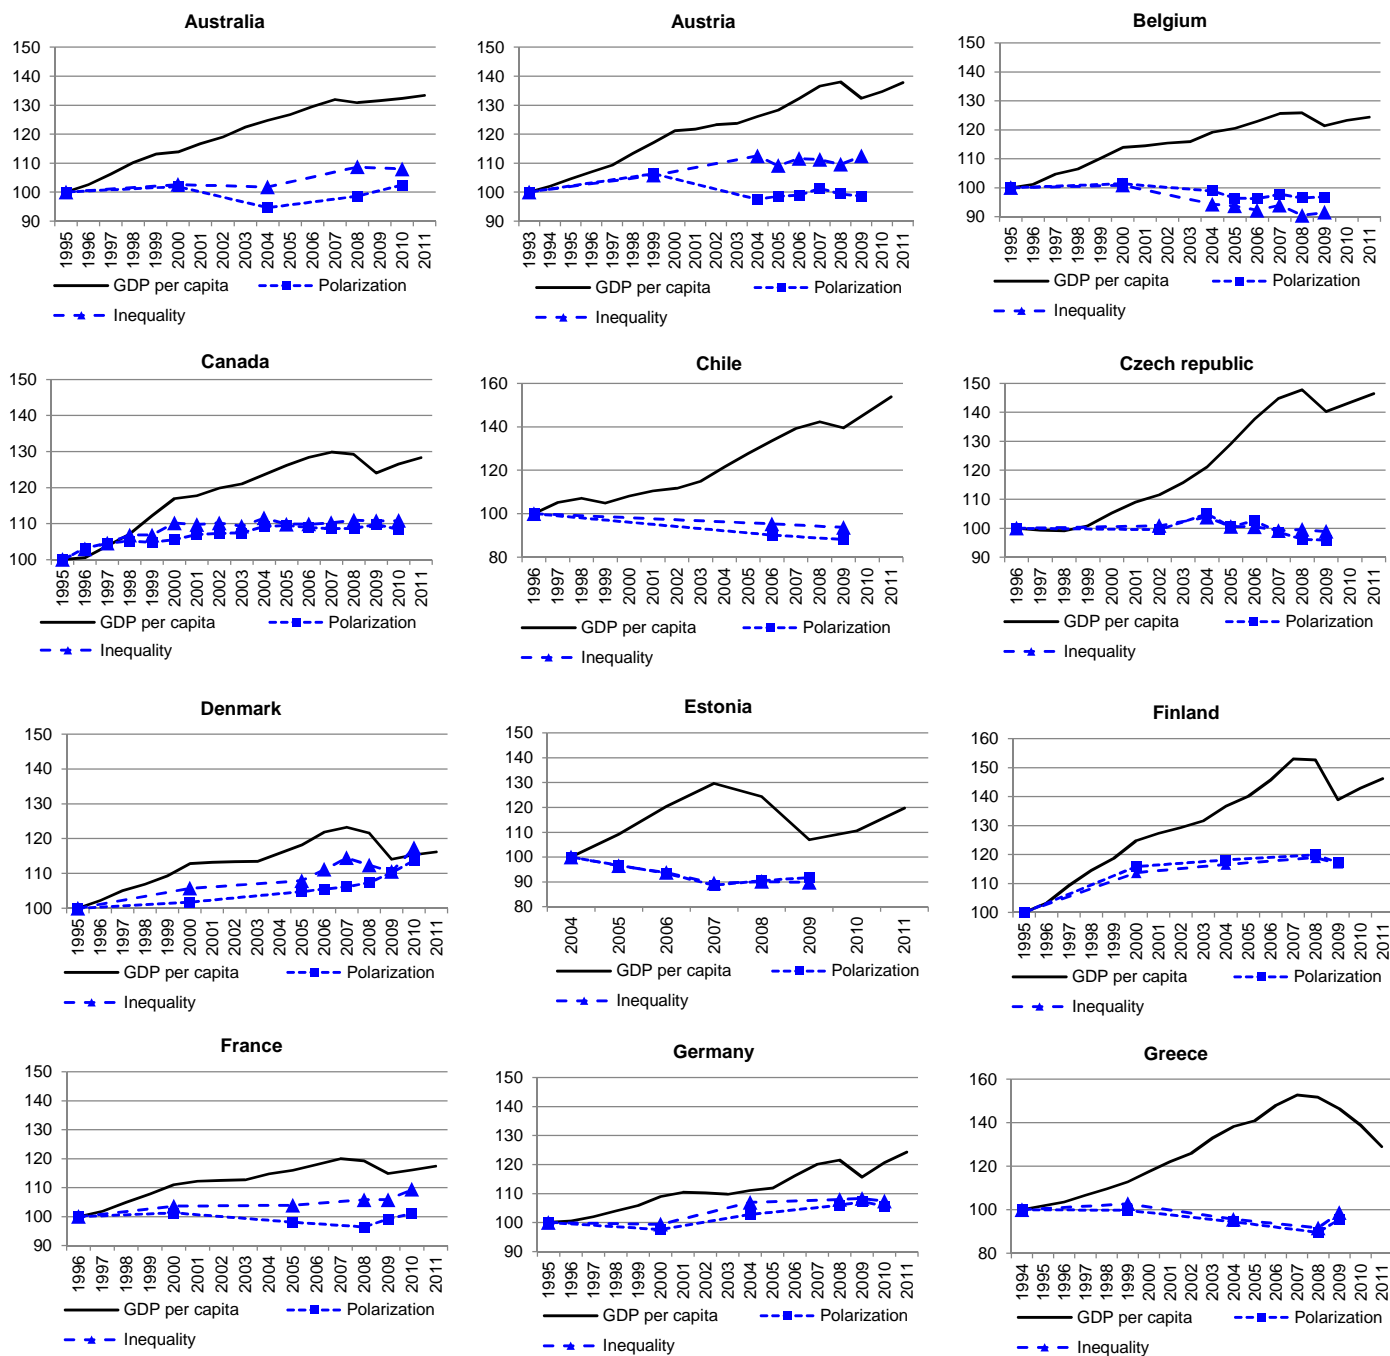 Australia
150
140
130
120
110
100
90
1995 1996 1997 1998 1999 2000 2001 2002 2003 2004 2005 2006 2007 2008 2009 2010 2011
GDP per capita Polarization
Inequality
Austria
150
140
130
120
110
100
90
1993 1994 1995 1996 1997 1998 1999 2000 2001 2002 2003 2004 2005 2006 2007 2008 2009 2010 2011
GDP per capita Polarization
Inequality
Belgium
150
140
130
120
110
100
90
1995 1996 1997 1998 1999 2000 2001 2002 2003 2004 2005 2006 2007 2008 2009 2010 2011
GDP per capita Polarization
Inequality
Canada
150
140
130
120
110
100
1995 1996 1997 1998 1999 2000 2001 2002 2003 2004 2005 2006 2007 2008 2009 2010 2011
GDP per capita Polarization
Inequality
Chile
160
140
120
100
80
1996 1997 1998 1999 2000 2001 2002 2003 2004 2005 2006 2007 2008 2009 2010 2011
GDP per capita Polarization
Inequality
Czech republic
150
140
130
120
110
100
90
1996 1997 1998 1999 2000 2001 2002 2003 2004 2005 2006 2007 2008 2009 2010 2011
GDP per capita Polarization
Inequality
Denmark
150
140
130
120
110
100
1995 1996 1997 1998 1999 2000 2001 2002 2003 2004 2005 2006 2007 2008 2009 2010 2011
GDP per capita Polarization
Inequality
Estonia
150
140
130
120
110
100
90
80
2004 2005 2006 2007 2008 2009 2010 2011
GDP per capita Polarization
Inequality
Finland
160
150
140
130
120
110
100
1995 1996 1997 1998 1999 2000 2001 2002 2003 2004 2005 2006 2007 2008 2009 2010 2011
GDP per capita Polarization
Inequality
France
150
140
130
120
110
100
90
1996 1997 1998 1999 2000 2001 2002 2003 2004 2005 2006 2007 2008 2009 2010 2011
GDP per capita Polarization
Inequality
Germany
150
140
130
120
110
100
90
1995 1996 1997 1998 1999 2000 2001 2002 2003 2004 2005 2006 2007 2008 2009 2010 2011
GDP per capita Polarization
Inequality
Greece
160
140
120
100
80
1994 1995 1996 1997 1998 1999 2000 2001 2002 2003 2004 2005 2006 2007 2008 2009 2010 2011
GDP per capita Polarization
Inequality